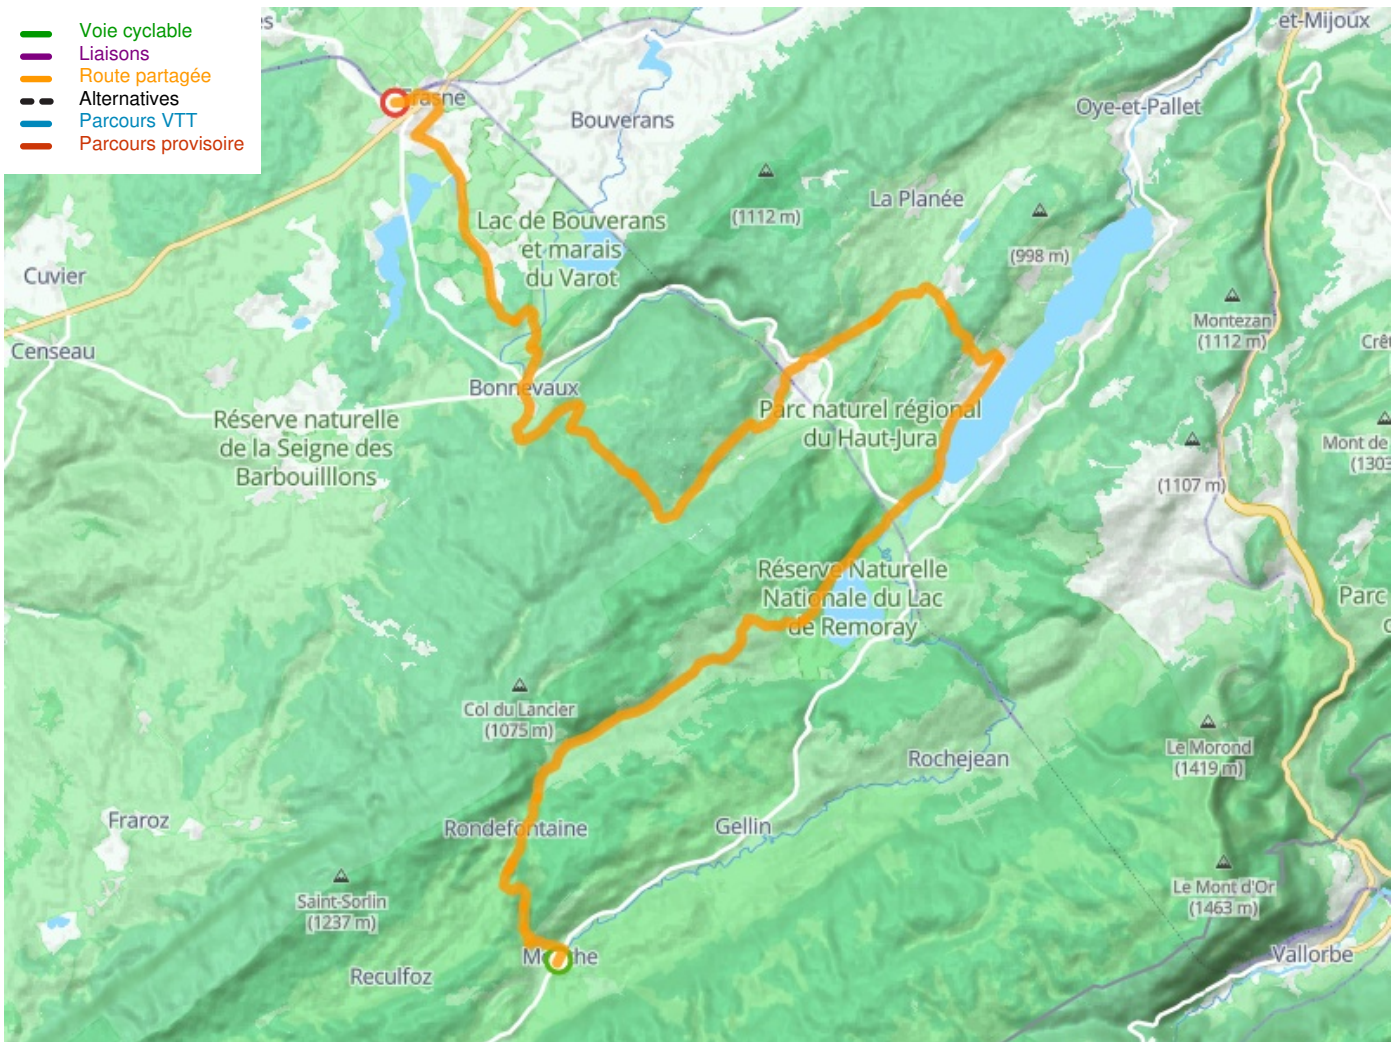 Voie cyclable
Liaisons
Route partagée
Alternatives
Parcours VTT
Parcours provisoire
et-Mijoux
Oye-et-Pallet
Bouverans
La Planée
(1112 m)
Lac de Bouverans
et marais
du Varot
(998 m)
Cuvier
Montezan
(1112 m)
Censeau
Bonnevaux
Réserve naturelle
de la Seigne des
Barbouilllons
Parc naturel régional
du Haut-Jura
Mont de
(1303
(1107 m)
Réserve Naturelle
Nationale du Lac
de Remoray
Parc
Col du Lancier
(1075 m)
Le Morond
(1419 m)
Rochejean
Fraroz
Rondefontaine
Gellin
Saint-Sorlin
(1237 m)
Le Mont d'Or
(1463 m)
Vallorbe
Reculfoz